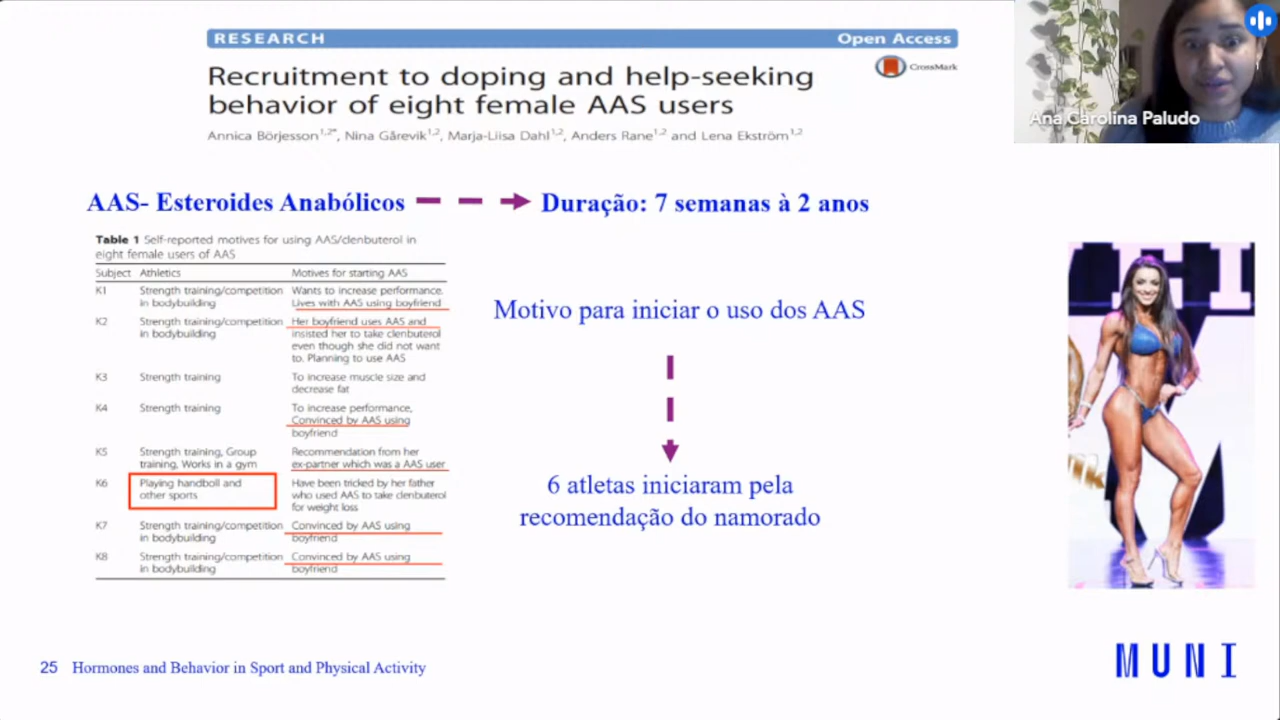 RESEARCH
Open Access
Recruitment to doping and help-seeking
behavior of eight female AAS users
CrossMark
Annica Börjesson1,2*, Nina Gårevik1,2, Marja-Liisa Dahl1,2, Anders Rane1,2 and Lena Ekström1,2
Ana Carolina Paludo
AAS- Esteroides Anabólicos
Duração: 7 semanas à 2 anos
Table 1 Self-reported motives for using AAS/clenbuterol in
eight female users of AAS
Subject Athletics Motives for starting AAS
K1 Strength training/competition Wants to increase performance.
in bodybuilding Lives with AAS using boyfriend
K2 Strength training/competition Her boyfriend uses AAS and
in bodybuilding insisted her to take clenbuterol
even though she did not want
to. Planning to use AAS
K3 Strength training To increase muscle size and
decrease fat
K4 Strength training To increase performance,
Convinced by AAS using
boyfriend
K5 Strength training, Group Recommendation from her
training, Works in a gym ex-partner which was a AAS user
K6 Playing handboll and Have been tricked by her father
other sports who used AAS to take clenbuterol
for weight loss
K7 Strength training/competition Convinced by AAS using
in bodybuilding boyfriend
K8 Strength training/competition Convinced by AAS using
in bodybuilding boyfriend
Motivo para iniciar o uso dos AAS
6 atletas iniciaram pela
recomendação do namorado
25 Hormones and Behavior in Sport and Physical Activity
MUNI